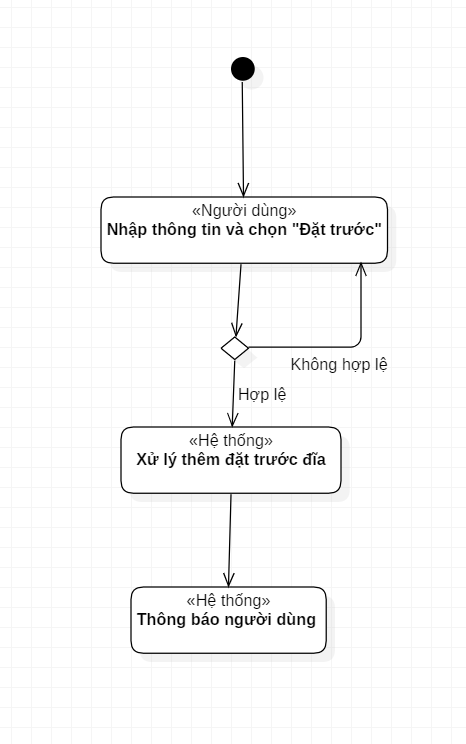 «Người dùng»
Nhập thông tin và chọn "Đặt trước"
Không hợp lệ
Hợp lệ
«Hệ thống»
Xử lý thêm đặt trước đĩa
«Hệ thống»
Thông báo người dùng